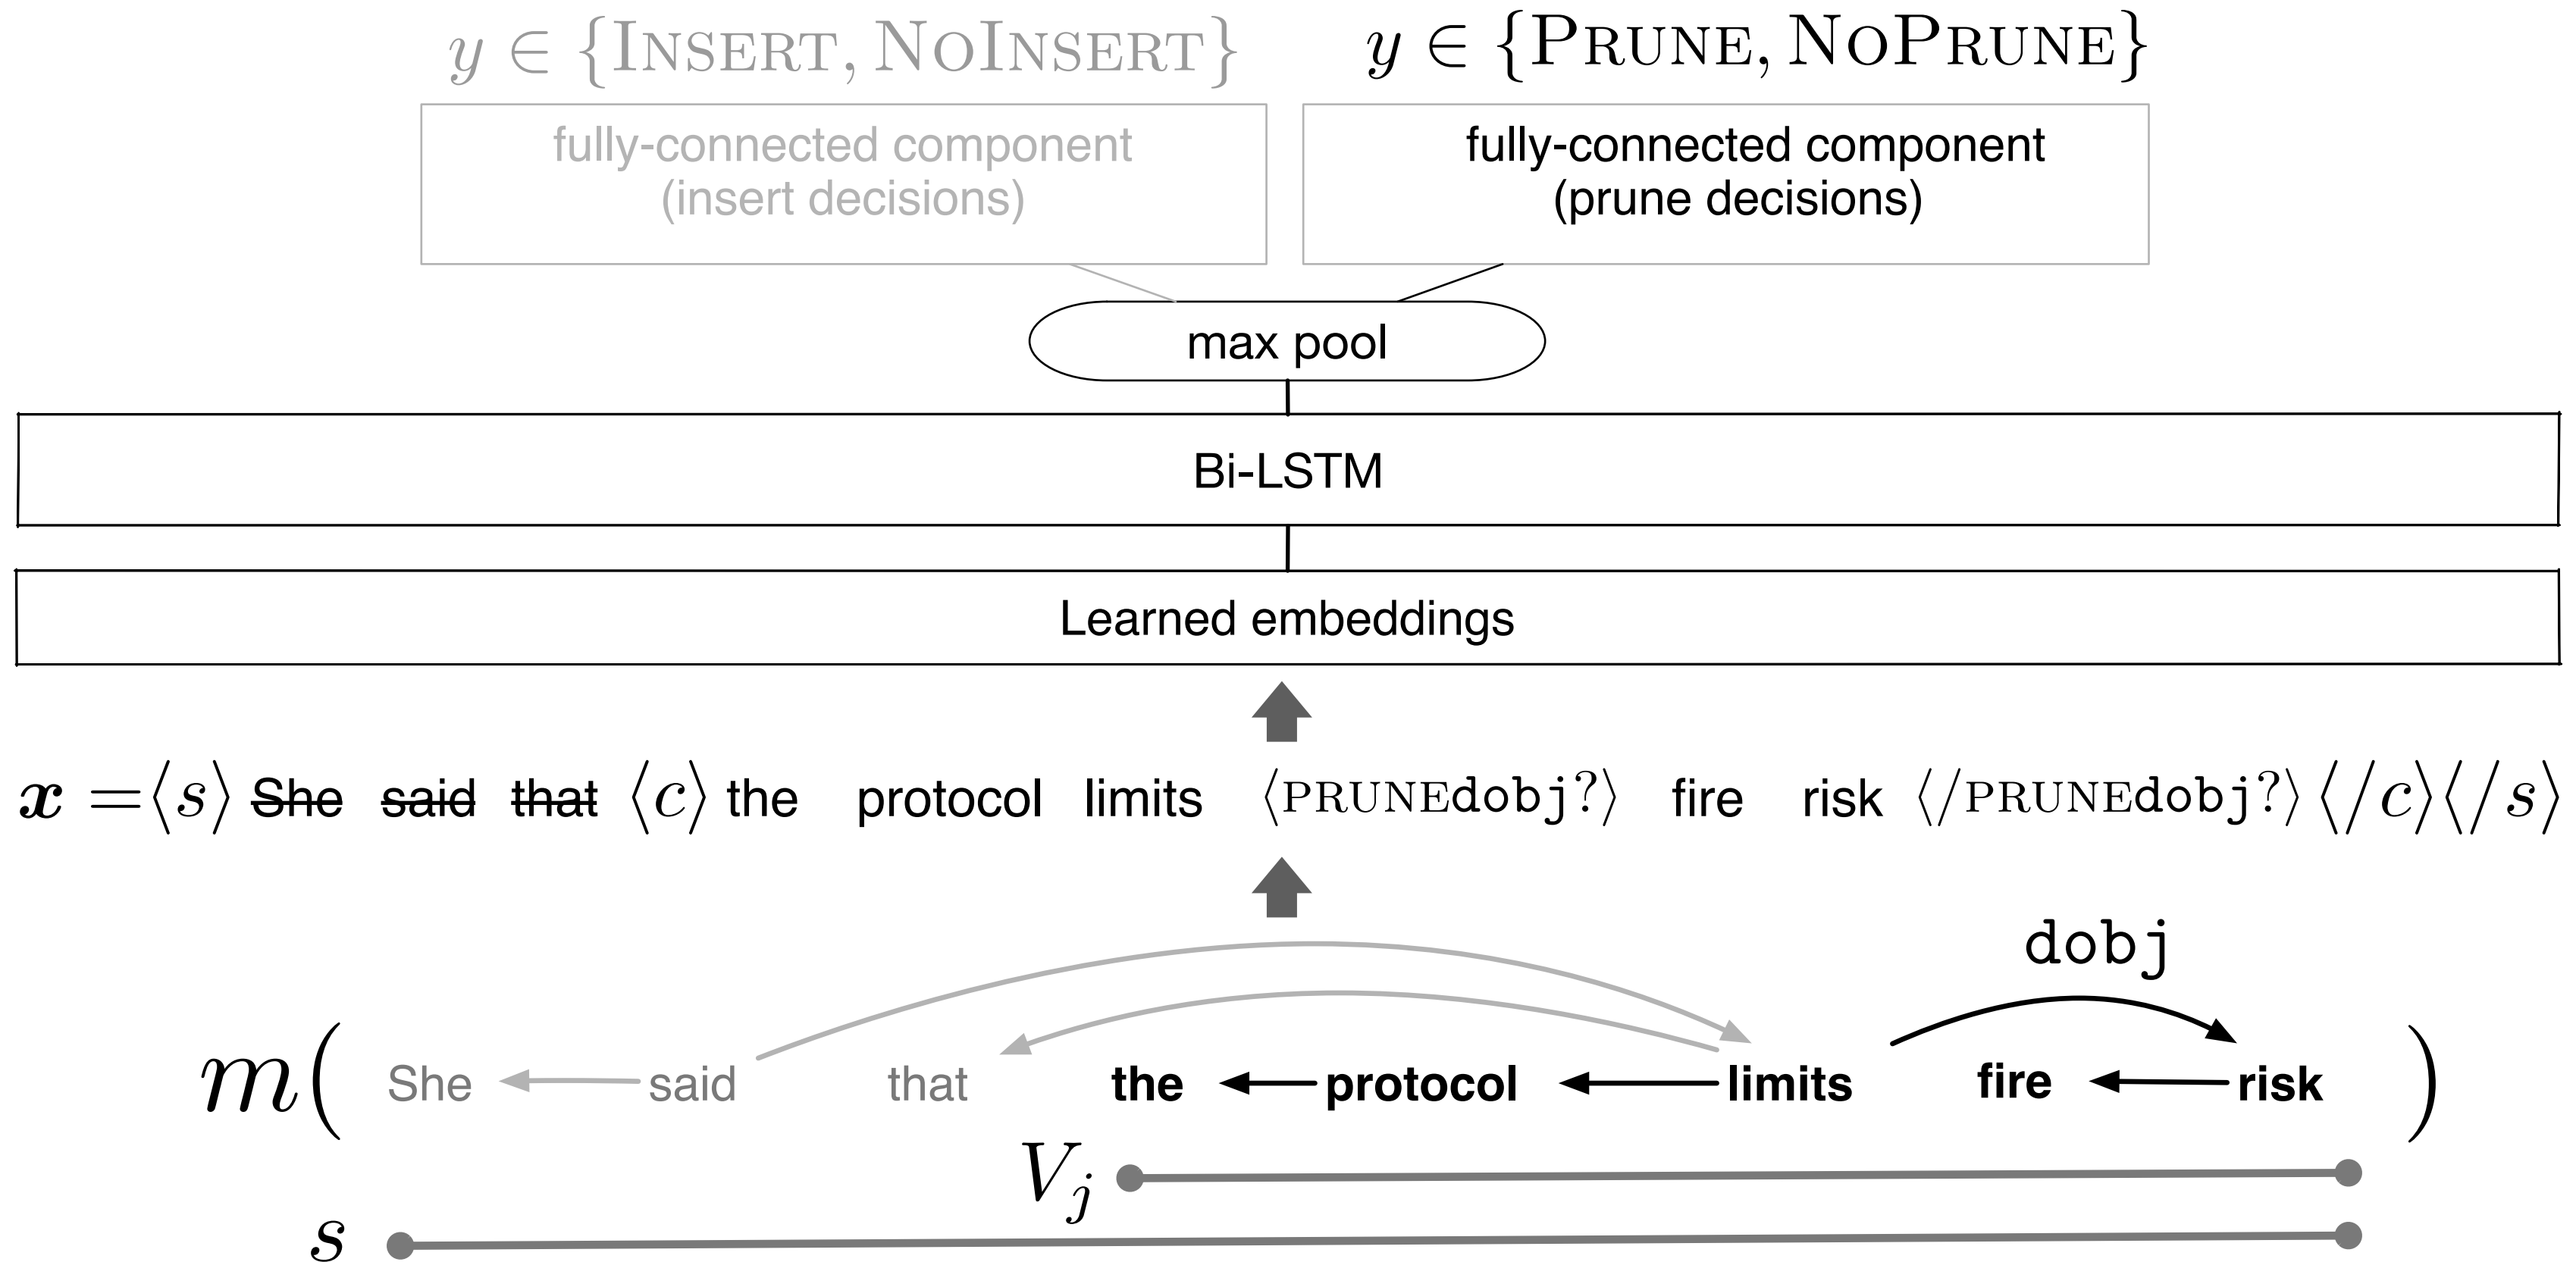 y ∈ {INSERT, NOINSERT} y ∈ {PRUNE, NOPRUNE}
fully-connected component
(insert decisions)
fully-connected component
(prune decisions)
max pool
Bi-LSTM
Learned embeddings
x =⟨s⟩ She said that ⟨c⟩ the protocol limits ⟨PRUNEdobj?⟩ fire risk ⟨/PRUNEdobj?⟩⟨/c⟩⟨/s⟩
dobj
m( She said that the protocol limits fire risk )
V_j
s